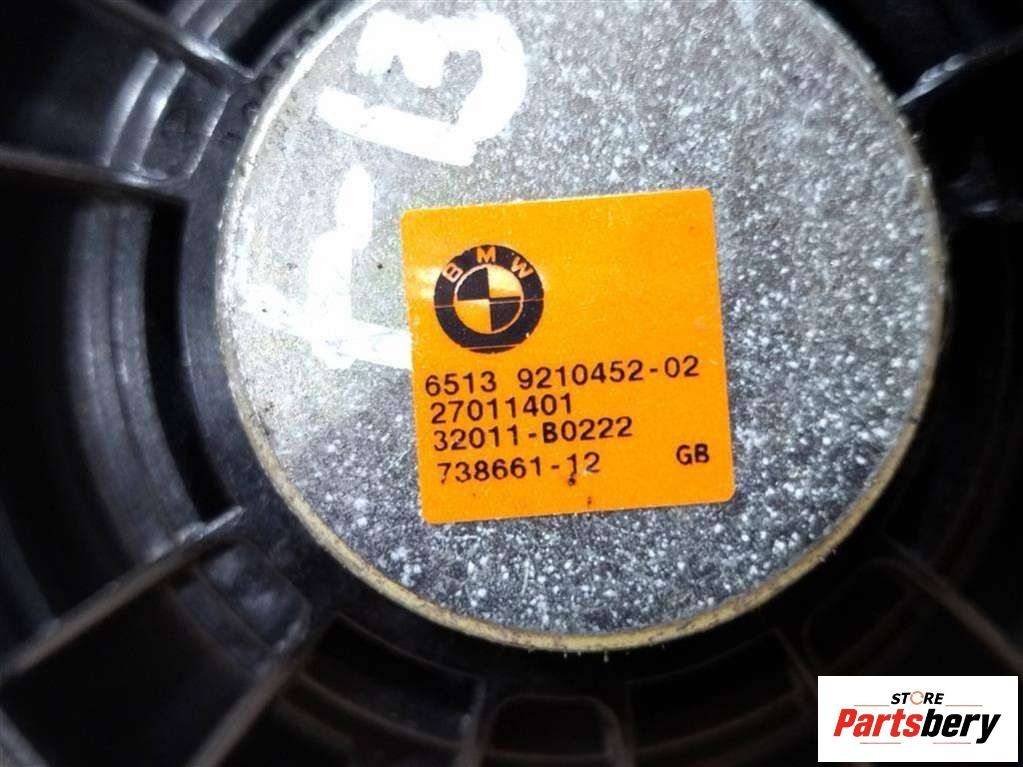 BMW
6513 9210452-02
27011401
32011-B0222
738661-12 GB
STORE
Partsbery